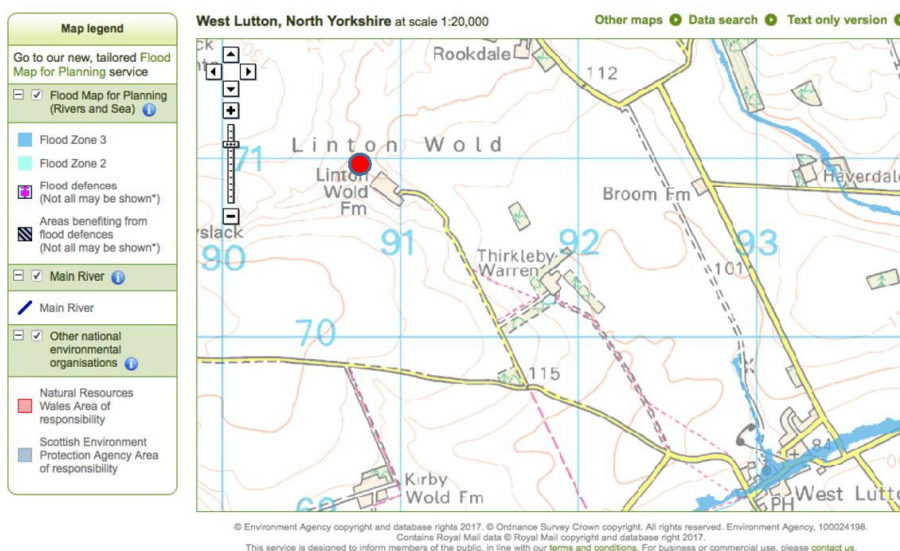 Map legend
Go to our new, tailored Flood
Map for Planning service
Flood Map for Planning
(Rivers and Sea)
Flood Zone 3
Flood Zone 2
Flood defences
(Not all may be shown*)
Areas benefiting from
flood defences
(Not all may be shown*)
Main River
Main River
Other national
environmental
organisations
Natural Resources
Wales Area of
responsibility
Scottish Environment
Protection Agency Area
of responsibility
West Lutton, North Yorkshire at scale 1:20,000
Other maps
Data search
Text only version
Rookdale
112
Linton Wold
71
Linton
Wold
Fm
Broom Fm
Haverdale
90
91
92
93
Thirkleby
Warren
101
70
115
84
Kirby
Wold Fm
West Lutto
PH
© Environment Agency copyright and database rights 2017. © Ordnance Survey Crown copyright. All rights reserved. Environment Agency, 100024198.
Contains Royal Mail data © Royal Mail copyright and database right 2017.
This service is designed to inform members of the public, in line with our terms and conditions. For business or commercial use, please contact us.